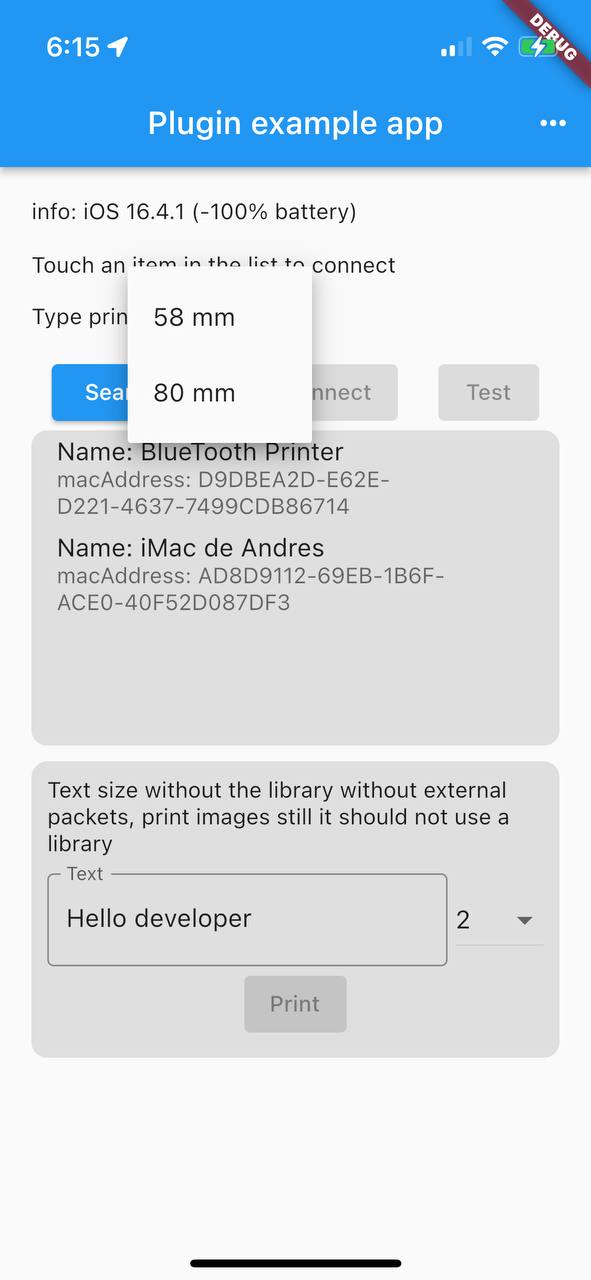 6:15
DEBUG
Plugin example app
info: iOS 16.4.1 (-100% battery)
Touch an item in the list to connect
Type prin
58 mm
80 mm
Sear
nnect
Test
Name: BlueTooth Printer
macAddress: D9DBEA2D-E62E-
D221-4637-7499CDB86714
Name: iMac de Andres
macAddress: AD8D9112-69EB-1B6F-
ACE0-40F52D087DF3
Text size without the library without external
packets, print images still it should not use a
library
Text
Hello developer
2
Print